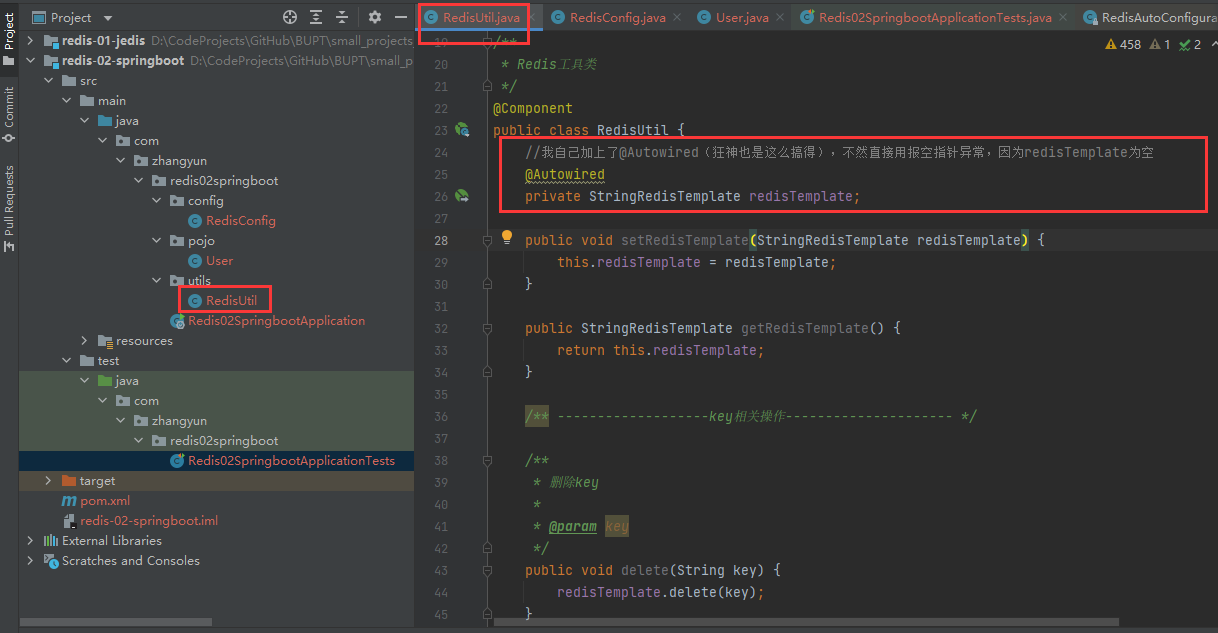 Project
RedisUtil.java
RedisConfig.java
User.java
Redis02SpringbootApplicationTests.java
RedisAutoConfigura
Project
Commit
Pull Requests
redis-01-jedis D:\CodeProjects\GitHub\BUPT\small_projects
redis-02-springboot D:\CodeProjects\GitHub\BUPT\small_p
src
main
java
com
zhangyun
redis02springboot
config
RedisConfig
pojo
User
utils
RedisUtil
Redis02SpringbootApplication
resources
test
java
com
zhangyun
redis02springboot
Redis02SpringbootApplicationTests
target
pom.xml
redis-02-springboot.iml
External Libraries
Scratches and Consoles
458 1 2
19 /**
20 * Redis工具类
21 */
22 @Component
23 public class RedisUtil {
24 //我自己加上了@Autowired（狂神也是这么搞得），不然直接用报空指针异常，因为redisTemplate为空
25 @Autowired
26 private StringRedisTemplate redisTemplate;
27
28 public void setRedisTemplate(StringRedisTemplate redisTemplate) {
29 this.redisTemplate = redisTemplate;
30 }
31
32 public StringRedisTemplate getRedisTemplate() {
33 return this.redisTemplate;
34 }
35
36 /** -------------------key相关操作--------------------- */
37
38 /**
39 * 删除key
40 *
41 * @param key
42 */
43 public void delete(String key) {
44 redisTemplate.delete(key);
45 }